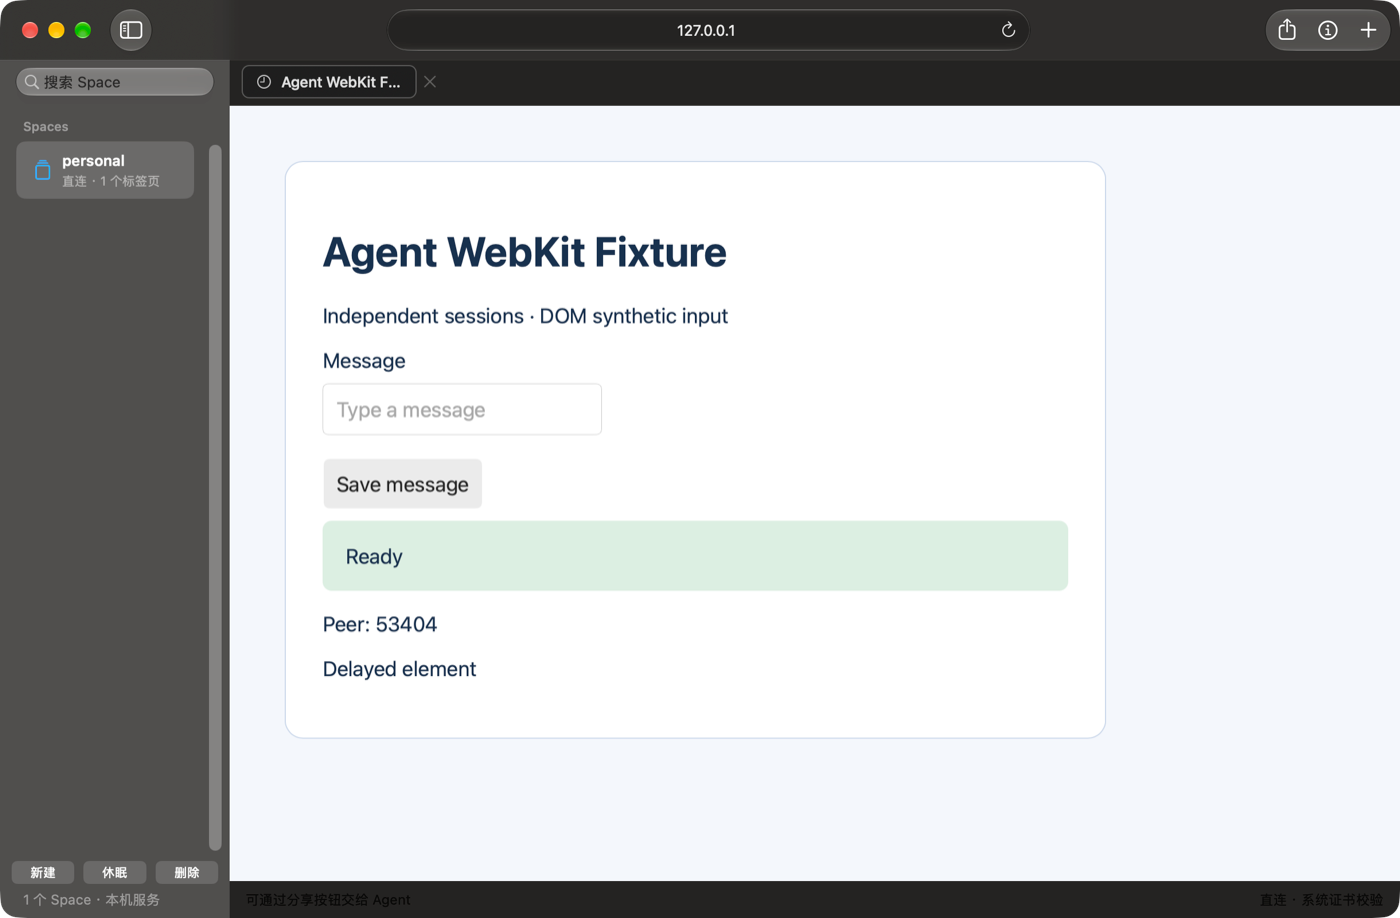 127.0.0.1
搜索 Space
Agent WebKit F...
Spaces
personal
直连 · 1 个标签页
Agent WebKit Fixture
Independent sessions · DOM synthetic input
Message
Type a message
Save message
Ready
Peer: 53404
Delayed element
新建 休眠 删除
1 个 Space · 本机服务
可通过分享按钮交给 Agent
直连 · 系统证书校验